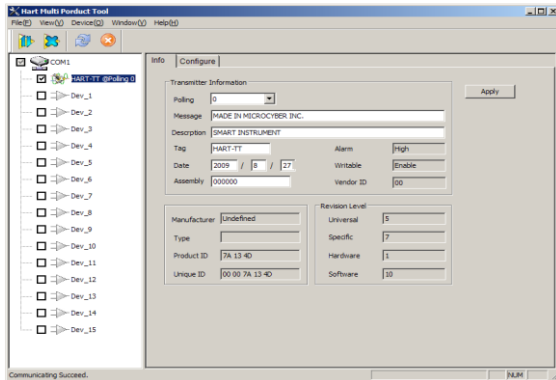 Hart Multi Porduct Tool
File(F) View(V) Device(D) Window(V) Help(H)
COM1
HART-TT @Polling 0
Dev_1
Dev_2
Dev_3
Dev_4
Dev_5
Dev_6
Dev_7
Dev_8
Dev_9
Dev_10
Dev_11
Dev_12
Dev_13
Dev_14
Dev_15
Info Configure
Transmitter Information
Polling 0
Message MADE IN MICROCYBER INC.
Descrption SMART INSTRUMENT
Tag HART-TT Alarm High
Date 2009 / 8 / 27 Writable Enable
Assembly 000000 Vendor ID 00
Apply
Manufacturer Undefined
Type
Product ID 7A 13 4D
Unique ID 00 00 7A 13 4D
Revision Level
Universal 5
Specific 7
Hardware 1
Software 10
Communicating Succeed.
NUM